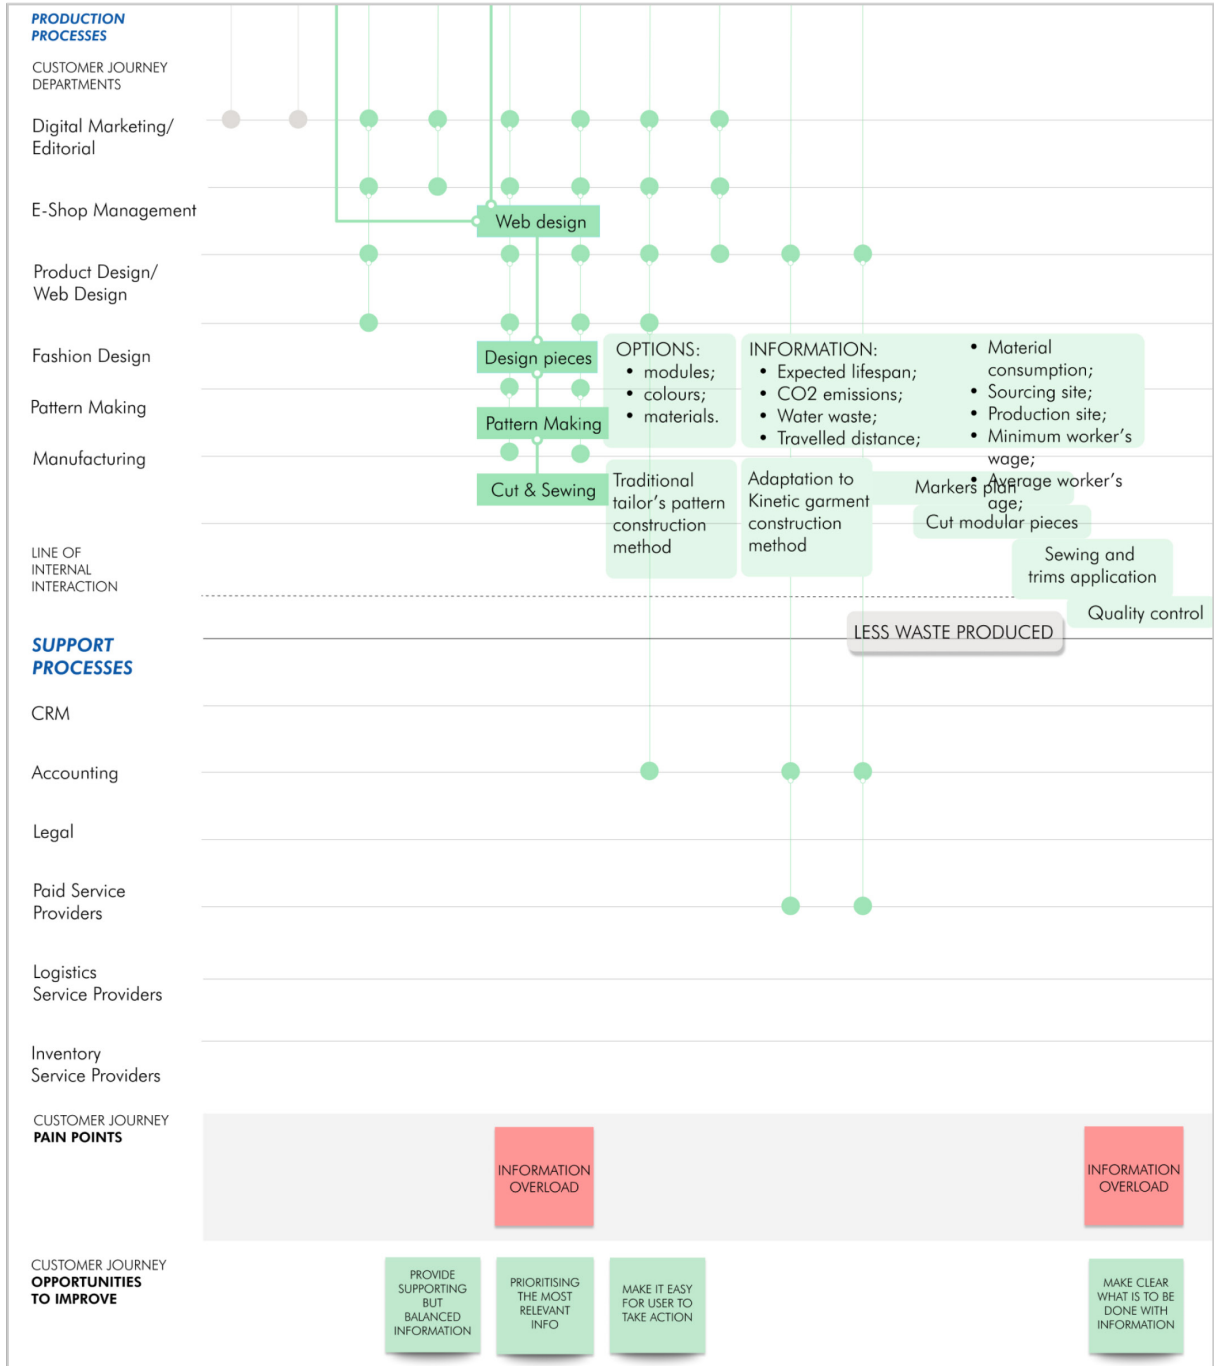 PRODUCTION
PROCESSES
CUSTOMER JOURNEY
DEPARTMENTS
Digital Marketing/
Editorial
E-Shop Management
Web design
Product Design/
Web Design
Fashion Design
Design pieces
Pattern Making
Pattern Making
Manufacturing
Cut & Sewing
OPTIONS:
• modules;
• colours;
• materials.
INFORMATION:
• Expected lifespan;
• CO2 emissions;
• Water waste;
• Travelled distance;
• Material
consumption;
• Sourcing site;
• Production site;
• Minimum worker's
wage;
• Average worker's
age;
Traditional
tailor's pattern
construction
method
Adaptation to
Kinetic garment
construction
method
Markers plan
Cut modular pieces
Sewing and
trims application
Quality control
LINE OF
INTERNAL
INTERACTION
LESS WASTE PRODUCED
SUPPORT
PROCESSES
CRM
Accounting
Legal
Paid Service
Providers
Logistics
Service Providers
Inventory
Service Providers
CUSTOMER JOURNEY
PAIN POINTS
INFORMATION
OVERLOAD
INFORMATION
OVERLOAD
CUSTOMER JOURNEY
OPPORTUNITIES
TO IMPROVE
PROVIDE
SUPPORTING
BUT
BALANCED
INFORMATION
PRIORITISING
THE MOST
RELEVANT
INFO
MAKE IT EASY
FOR USER TO
TAKE ACTION
MAKE CLEAR
WHAT IS TO BE
DONE WITH
INFORMATION